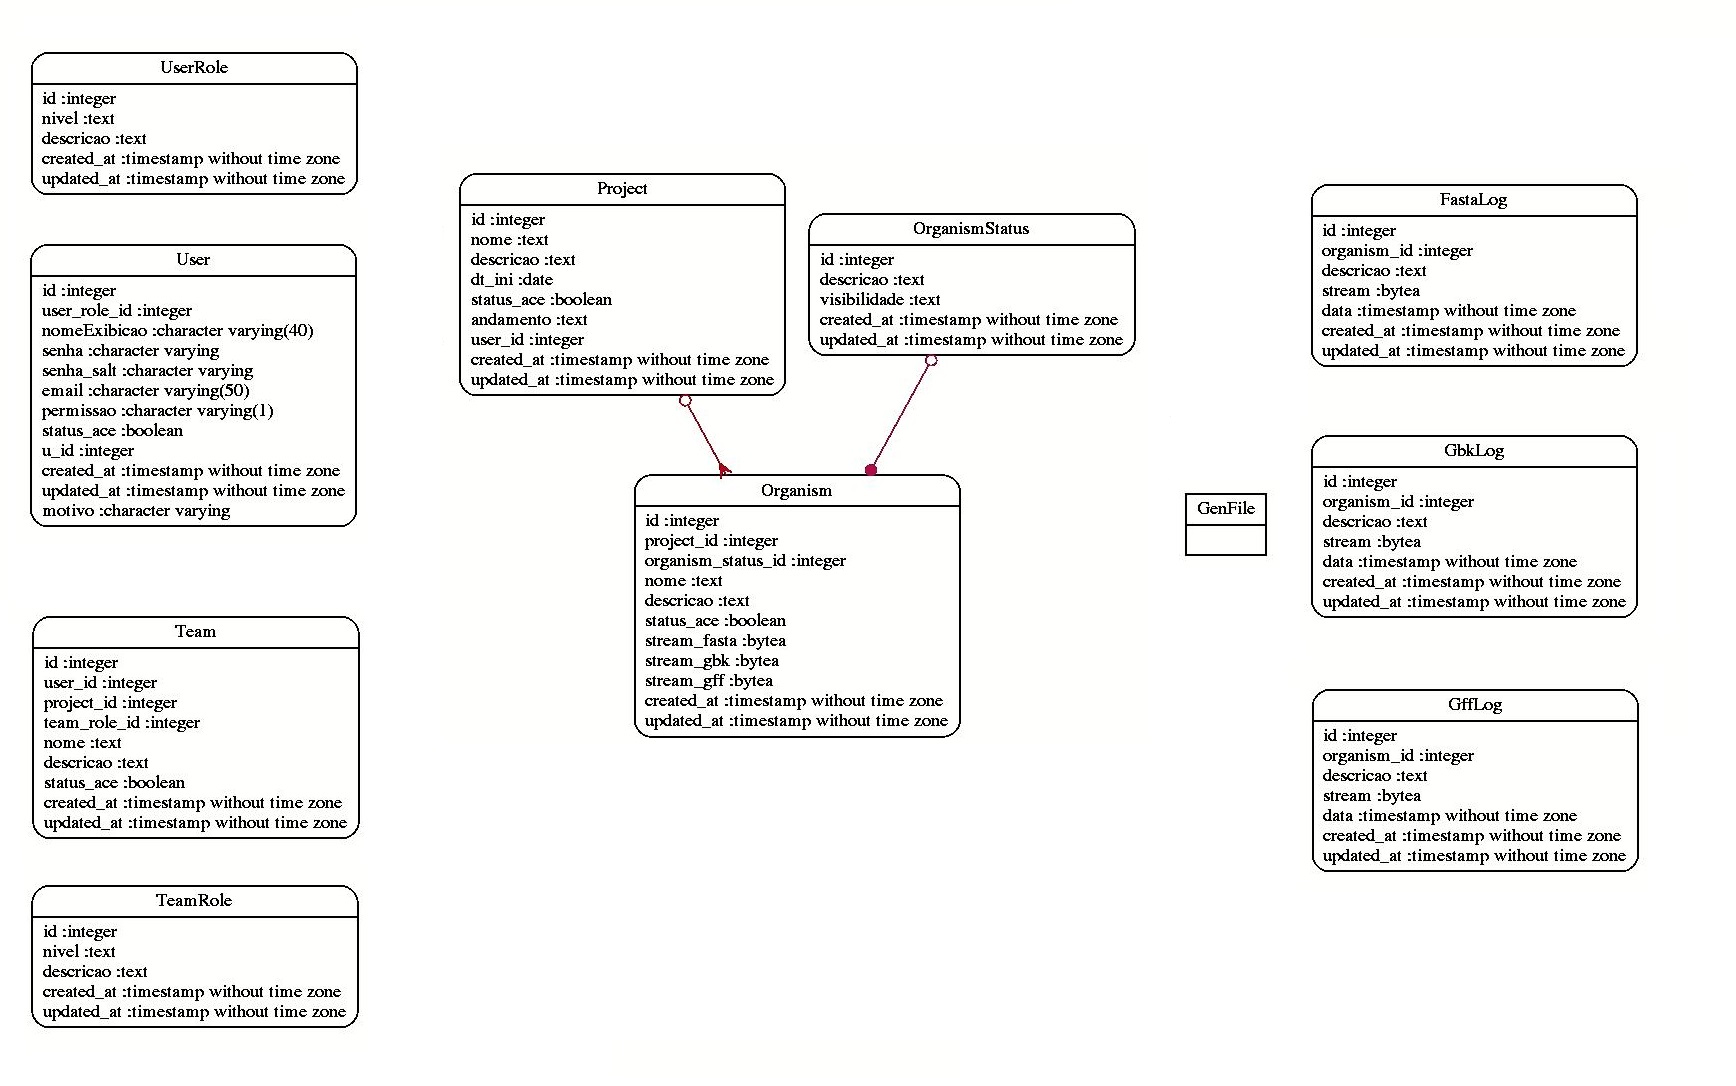 UserRole
id :integer
nivel :text
descricao :text
created_at :timestamp without time zone
updated_at :timestamp without time zone
User
id :integer
user_role_id :integer
nomeExibicao :character varying(40)
senha :character varying
senha_salt :character varying
email :character varying(50)
permissao :character varying(1)
status_ace :boolean
u_id :integer
created_at :timestamp without time zone
updated_at :timestamp without time zone
motivo :character varying
Team
id :integer
user_id :integer
project_id :integer
team_role_id :integer
nome :text
descricao :text
status_ace :boolean
created_at :timestamp without time zone
updated_at :timestamp without time zone
TeamRole
id :integer
nivel :text
descricao :text
created_at :timestamp without time zone
updated_at :timestamp without time zone
Project
id :integer
nome :text
descricao :text
dt_ini :date
status_ace :boolean
andamento :text
user_id :integer
created_at :timestamp without time zone
updated_at :timestamp without time zone
OrganismStatus
id :integer
descricao :text
visibilidade :text
created_at :timestamp without time zone
updated_at :timestamp without time zone
Organism
id :integer
project_id :integer
organism_status_id :integer
nome :text
descricao :text
status_ace :boolean
stream_fasta :bytea
stream_gbk :bytea
stream_gff :bytea
created_at :timestamp without time zone
updated_at :timestamp without time zone
GenFile
FastaLog
id :integer
organism_id :integer
descricao :text
stream :bytea
data :timestamp without time zone
created_at :timestamp without time zone
updated_at :timestamp without time zone
GbkLog
id :integer
organism_id :integer
descricao :text
stream :bytea
data :timestamp without time zone
created_at :timestamp without time zone
updated_at :timestamp without time zone
GffLog
id :integer
organism_id :integer
descricao :text
stream :bytea
data :timestamp without time zone
created_at :timestamp without time zone
updated_at :timestamp without time zone